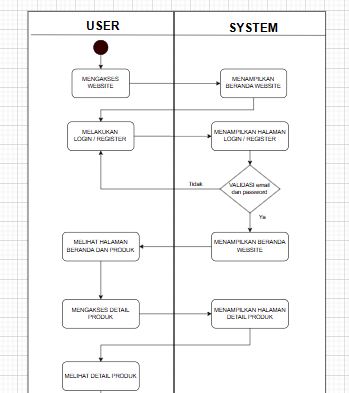 USER
SYSTEM
MENGAKSES
WEBSITE
MENAMPILKAN
BERANDA WEBSITE
MELAKUKAN
LOGIN / REGISTER
MENAMPILKAN HALAMAN
LOGIN / REGISTER
Tidak
VALIDASI email
dan password
Ya
MELIHAT HALAMAN
BERANDA DAN PRODUK
MENAMPILKAN BERANDA
WEBSITE
MENGAKSES DETAIL
PRODUK
MENAMPILKAN HALAMAN
DETAIL PRODUK
MELIHAT DETAIL PRODUK